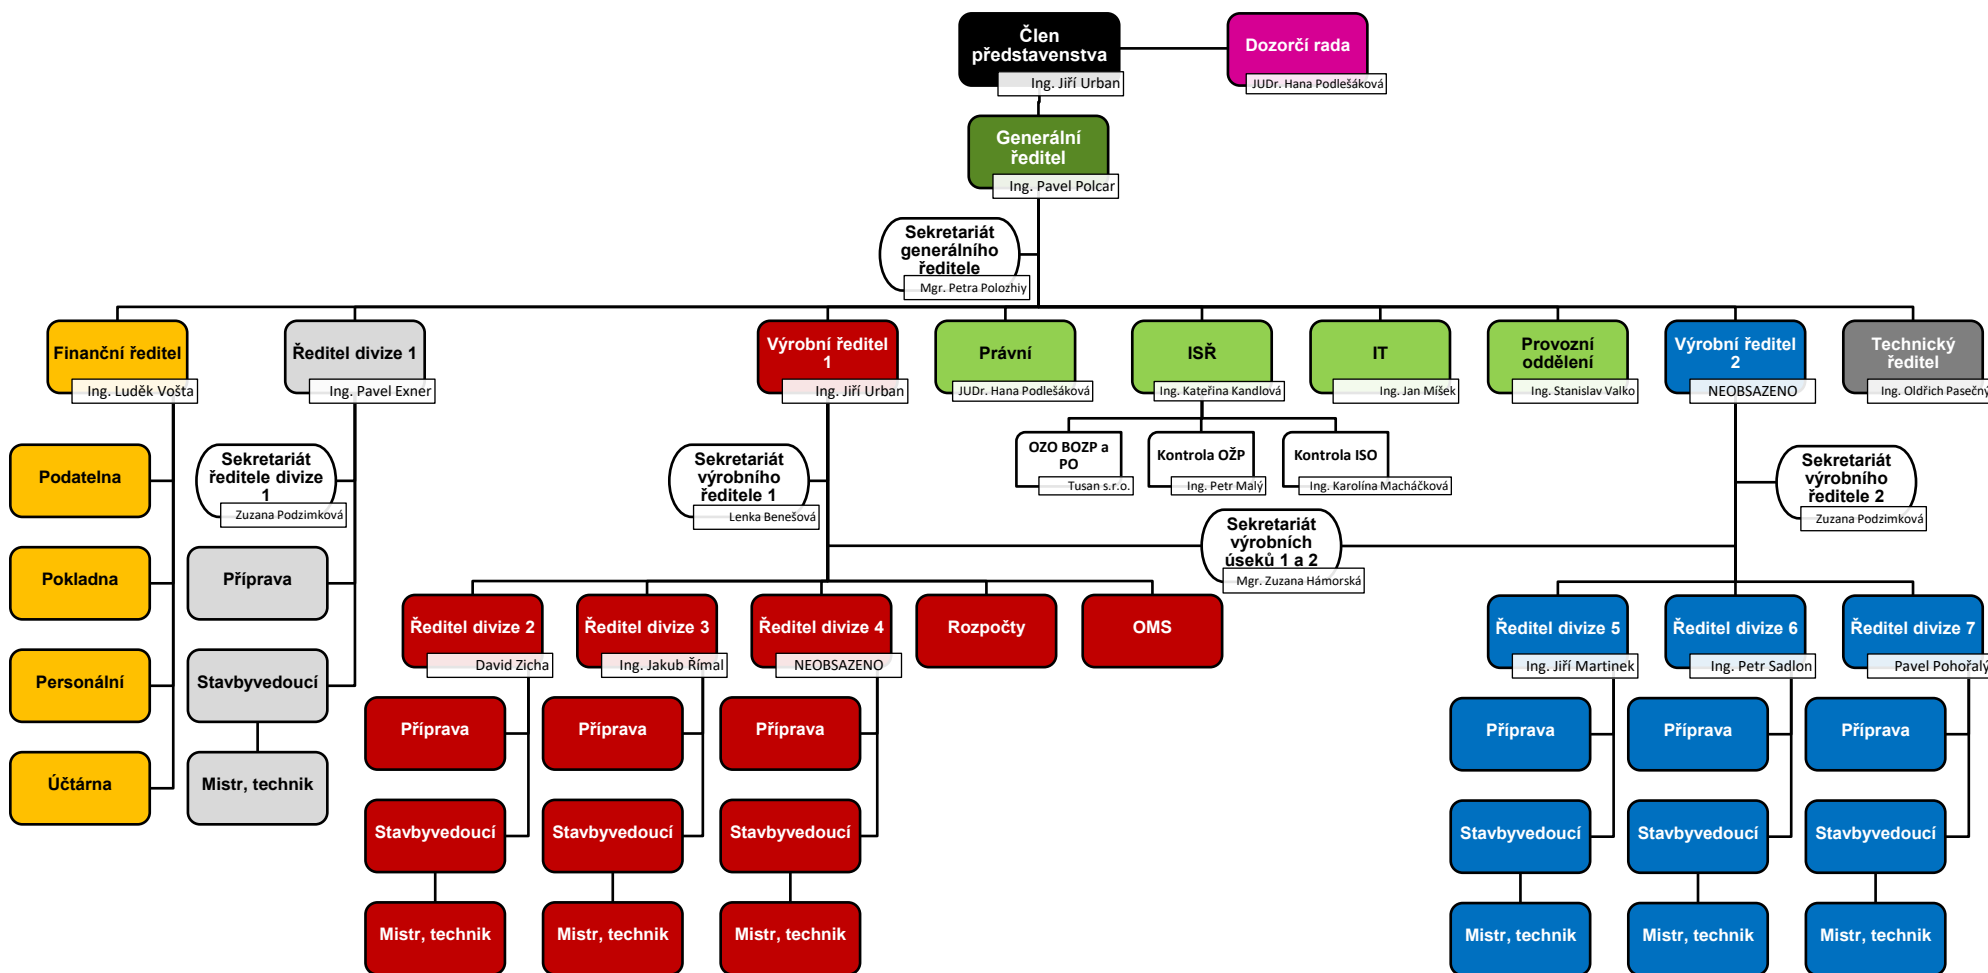 Člen
představenstva
Ing. Jiří Urban
Dozorčí rada
JUDr. Hana Podlešáková
Generální
ředitel
Ing. Pavel Polcar
Sekretariát
generálního
ředitele
Mgr. Petra Polozhiy
Finanční ředitel
Ing. Luděk Vošta
Ředitel divize 1
Ing. Pavel Exner
Výrobní ředitel
1
Ing. Jiří Urban
Právní
JUDr. Hana Podlešáková
ISŘ
Ing. Kateřina Kandlová
IT
Ing. Jan Míšek
Provozní
oddělení
Ing. Stanislav Valko
Výrobní ředitel
2
NEOBSAZENO
Technický
ředitel
Ing. Oldřich Pasečný
Podatelna
Sekretariát
ředitele divize
1
Zuzana Podzimková
Sekretariát
výrobního
ředitele 1
Lenka Benešová
OZO BOZP a
PO
Tusan s.r.o.
Kontrola OŽP
Ing. Petr Malý
Kontrola ISO
Ing. Karolína Macháčková
Sekretariát
výrobního
ředitele 2
Zuzana Podzimková
Sekretariát
výrobních
úseků 1 a 2
Mgr. Zuzana Hámorská
Pokladna
Příprava
Ředitel divize 2
David Zicha
Ředitel divize 3
Ing. Jakub Římal
Ředitel divize 4
NEOBSAZENO
Rozpočty
OMS
Ředitel divize 5
Ing. Jiří Martinek
Ředitel divize 6
Ing. Petr Sadlon
Ředitel divize 7
Pavel Pohořalý
Personální
Stavbyvedoucí
Příprava
Příprava
Příprava
Příprava
Příprava
Příprava
Účtárna
Mistr, technik
Stavbyvedoucí
Stavbyvedoucí
Stavbyvedoucí
Stavbyvedoucí
Stavbyvedoucí
Stavbyvedoucí
Mistr, technik
Mistr, technik
Mistr, technik
Mistr, technik
Mistr, technik
Mistr, technik